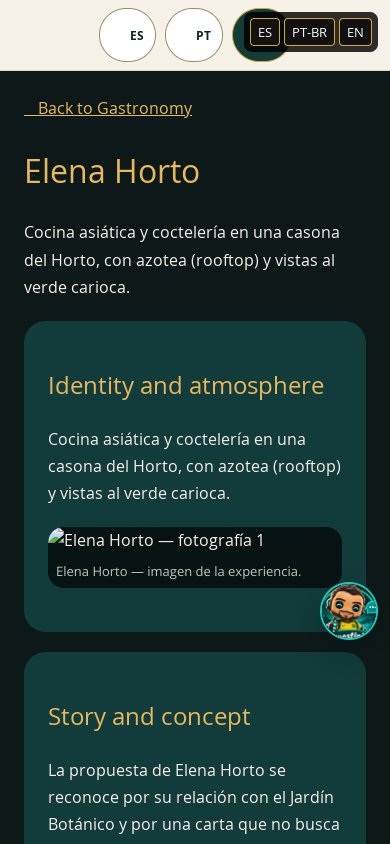 ES
PT
ES
PT-BR
EN
Back to Gastronomy
Elena Horto
Cocina asiática y coctelería en una casona
del Horto, con azotea (rooftop) y vistas al
verde carioca.
Identity and atmosphere
Cocina asiática y coctelería en una
casona del Horto, con azotea (rooftop)
y vistas al verde carioca.
Elena Horto — fotografía 1
Elena Horto — imagen de la experiencia.
Story and concept
La propuesta de Elena Horto se
reconoce por su relación con el Jardín
Botánico y por una carta que no busca